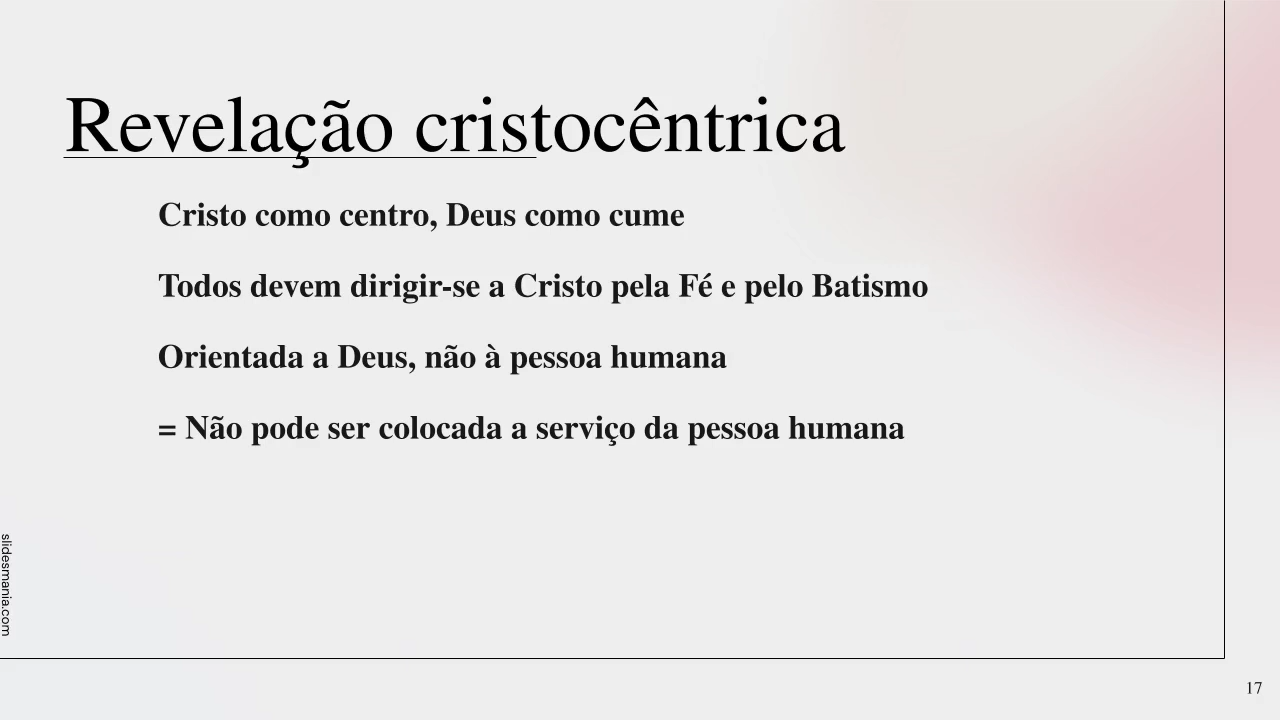 Revelação cristocêntrica
Cristo como centro, Deus como cume
Todos devem dirigir-se a Cristo pela Fé e pelo Batismo
Orientada a Deus, não à pessoa humana
= Não pode ser colocada a serviço da pessoa humana
slidesmania.com
17